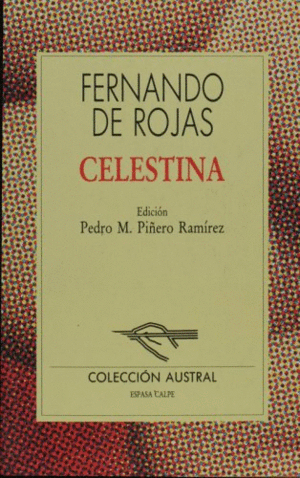 FERNANDO
DE ROJAS
CELESTINA
Edición
Pedro M. Piñero Ramírez
COLECCIÓN AUSTRAL
ESPASA CALPE